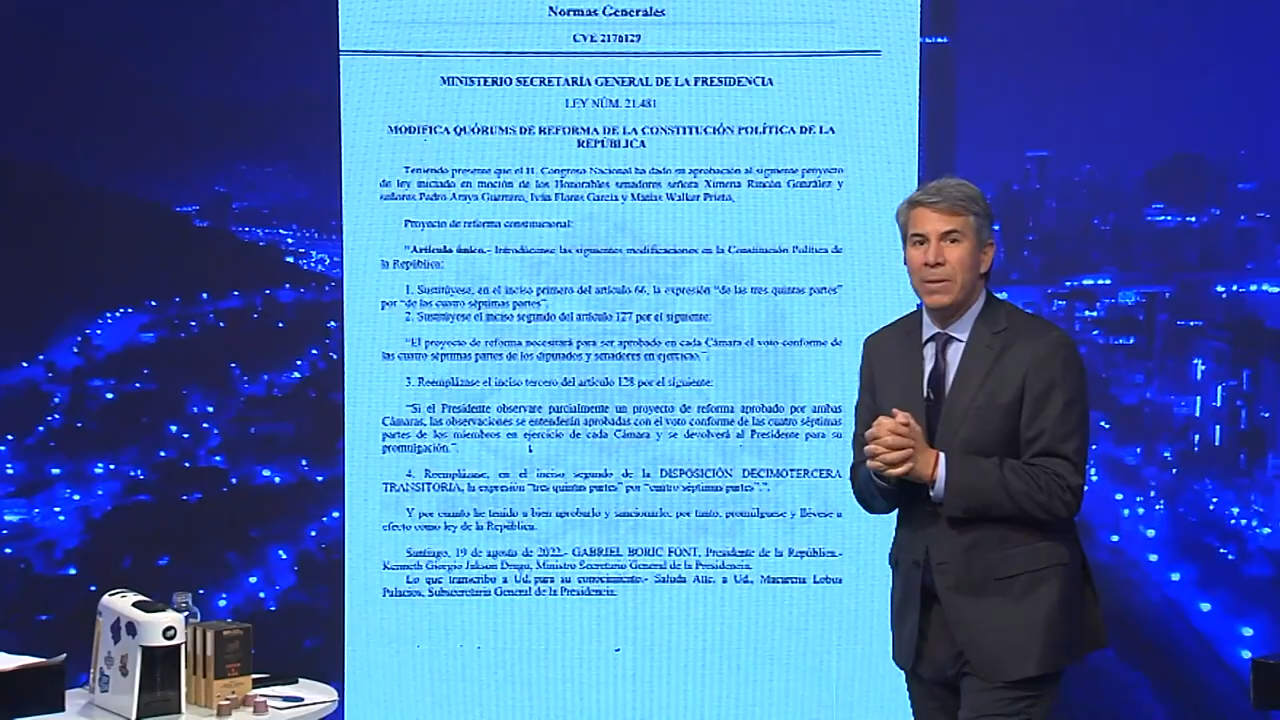 Normas Generales
CVE 2176129
MINISTERIO SECRETARÍA GENERAL DE LA PRESIDENCIA
LEY NÚM. 21.481
MODIFICA QUÓRUMS DE REFORMA DE LA CONSTITUCIÓN POLÍTICA DE LA
REPÚBLICA
Teniendo presente que el H. Congreso Nacional ha dado su aprobación al siguiente proyecto
de ley iniciado en moción de los Honorables senadores señora Ximena Rincón González y
señores Pedro Araya Guerrero, Iván Flores García y Matías Walker Prieto,
Proyecto de reforma constitucional:
"Artículo único.- Introdúcense las siguientes modificaciones en la Constitución Política de
la República:
1. Sustitúyese, en el inciso primero del artículo 66, la expresión "de las tres quintas partes"
por "de las cuatro séptimas partes".
2. Sustitúyese el inciso segundo del artículo 127 por el siguiente:
"El proyecto de reforma necesitará para ser aprobado en cada Cámara el voto conforme de
las cuatro séptimas partes de los diputados y senadores en ejercicio.".
3. Reemplázase el inciso tercero del artículo 128 por el siguiente:
"Si el Presidente observare parcialmente un proyecto de reforma aprobado por ambas
Cámaras, las observaciones se entenderán aprobadas con el voto conforme de las cuatro séptimas
partes de los miembros en ejercicio de cada Cámara y se devolverá al Presidente para su
promulgación.".
4. Reemplázase, en el inciso segundo de la DISPOSICIÓN DECIMOTERCERA
TRANSITORIA, la expresión "tres quintas partes" por "cuatro séptimas partes".".
Y por cuanto he tenido a bien aprobarlo y sancionarlo; por tanto, promúlguese y llévese a
efecto como ley de la República.
Santiago, 19 de agosto de 2022.- GABRIEL BORIC FONT, Presidente de la República.-
Kenneth Giorgio Jackson Drago, Ministro Secretario General de la Presidencia.
Lo que transcribo a Ud. para su conocimiento.- Saluda Atte. a Ud., Macarena Lobos
Palacios, Subsecretaria General de la Presidencia.